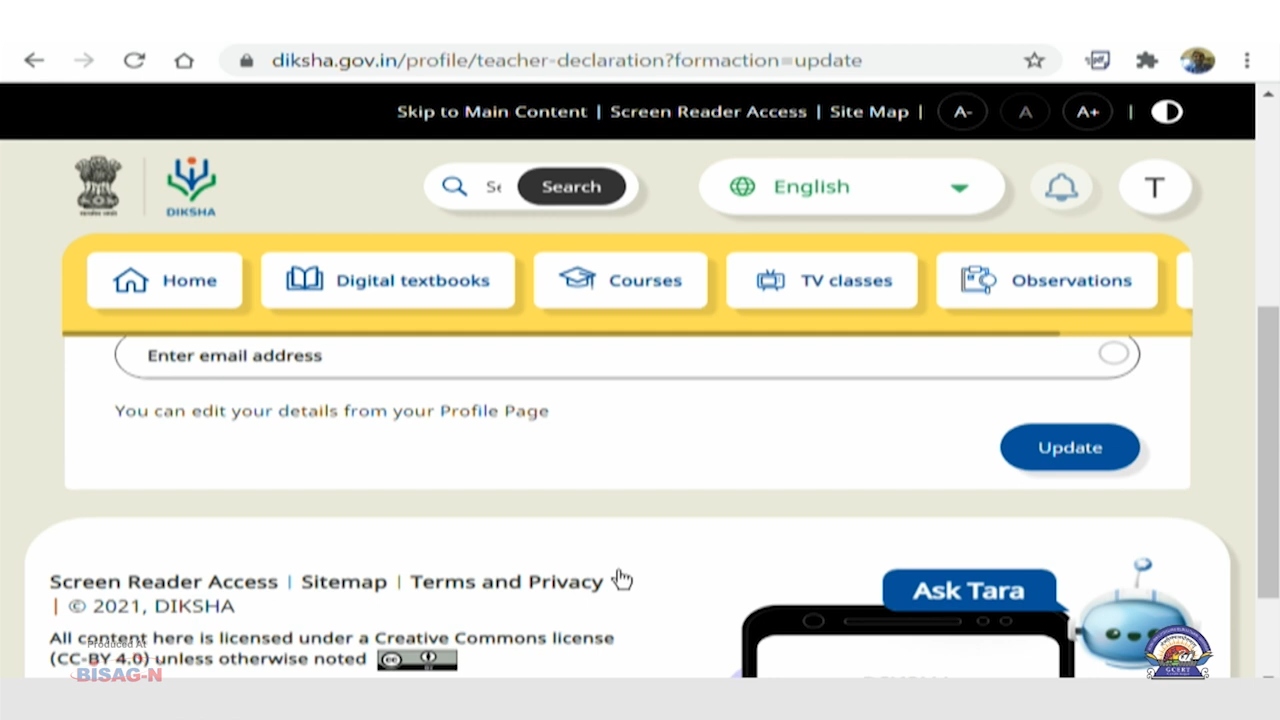 diksha.gov.in/profile/teacher-declaration?formaction=update
Skip to Main Content | Screen Reader Access | Site Map | A- A A+ |
DIKSHA
Search
English
T
Home
Digital textbooks
Courses
TV classes
Observations
Enter email address
You can edit your details from your Profile Page
Update
Screen Reader Access | Sitemap | Terms and Privacy
| © 2021, DIKSHA
All content here is licensed under a Creative Commons license
(CC-BY 4.0) unless otherwise noted
Ask Tara
Produced At
BISAG-N
GCERT